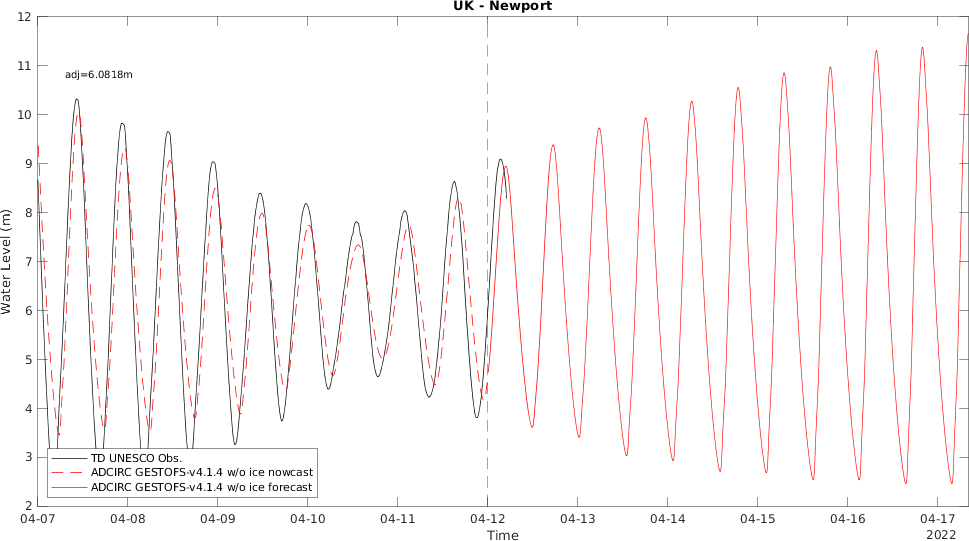 UK - Newport
12
adj=6.0818m
11
10
9
8
7
6
5
4
3
2
Water Level (m)
TD UNESCO Obs.
ADCIRC GESTOFS-v4.1.4 w/o ice nowcast
ADCIRC GESTOFS-v4.1.4 w/o ice forecast
04-07 04-08 04-09 04-10 04-11 04-12 04-13 04-14 04-15 04-16 04-17
Time
2022